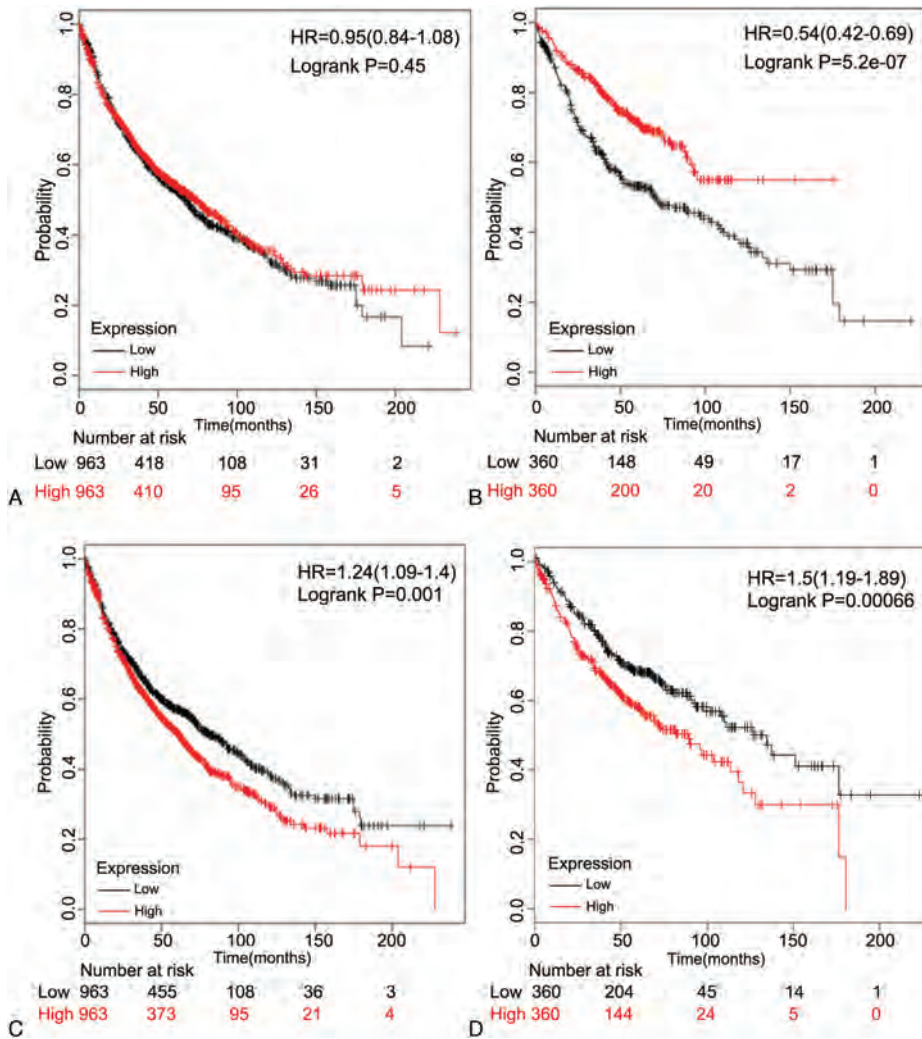 HR=0.95(0.84-1.08)
Logrank P=0.45
Probability
1.0
0.8
0.6
0.4
0.2
0.0
Expression
Low
High
0 50 100 150 200
Time(months)
Number at risk
Low 963 418 108 31 2
High 963 410 95 26 5
A
HR=0.54(0.42-0.69)
Logrank P=5.2e-07
Probability
1.0
0.8
0.6
0.4
0.2
0.0
Expression
Low
High
0 50 100 150 200
Time(months)
Number at risk
Low 360 148 49 17 1
High 360 200 20 2 0
B
HR=1.24(1.09-1.4)
Logrank P=0.001
Probability
1.0
0.8
0.6
0.4
0.2
0.0
Expression
Low
High
0 50 100 150 200
Time(months)
Number at risk
Low 963 455 108 36 3
High 963 373 95 21 4
C
HR=1.5(1.19-1.89)
Logrank P=0.00066
Probability
1.0
0.8
0.6
0.4
0.2
0.0
Expression
Low
High
0 50 100 150 200
Time(months)
Number at risk
Low 360 204 45 14 1
High 360 144 24 5 0
D